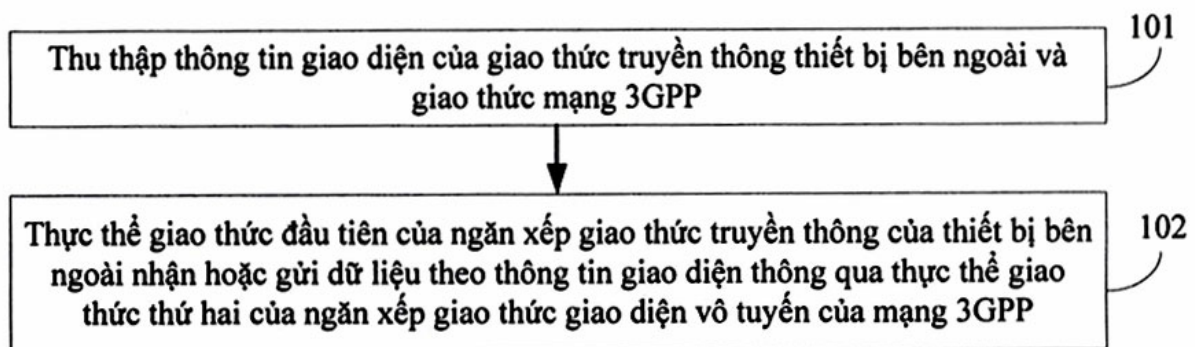 101
Thu thập thông tin giao diện của giao thức truyền thông thiết bị bên ngoài và
giao thức mạng 3GPP
Thực thể giao thức đầu tiên của ngăn xếp giao thức truyền thông của thiết bị bên
ngoài nhận hoặc gửi dữ liệu theo thông tin giao diện thông qua thực thể giao
thức thứ hai của ngăn xếp giao thức giao diện vô tuyến của mạng 3GPP
102